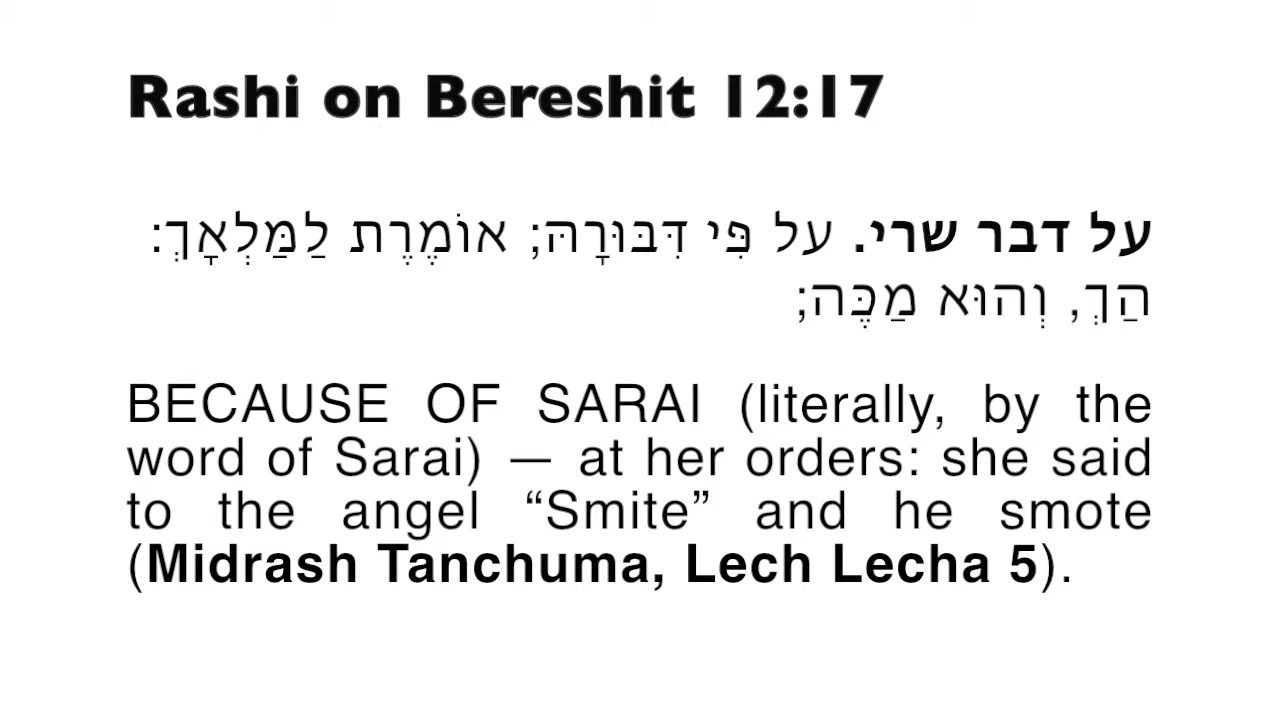 Rashi on Bereshit 12:17
על דבר שרי. על פִּי דִּבּוּרָהּ; אוֹמֶרֶת לַמַּלְאָךְ:
הַךְ, וְהוּא מַכֶּה;
BECAUSE OF SARAI (literally, by the
word of Sarai) — at her orders: she said
to the angel “Smite” and he smote
(Midrash Tanchuma, Lech Lecha 5).